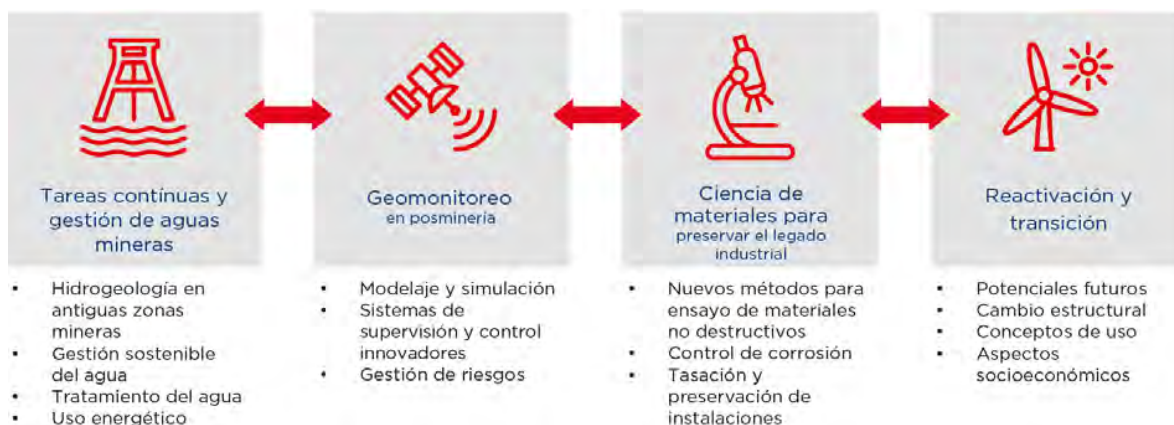 Tareas contínuas y
gestión de aguas
mineras
▪ Hidrogeología en
antiguas zonas
mineras
▪ Gestión sostenible
del agua
▪ Tratamiento del agua
▪ Uso energético
Geomonitoreo
en posminería
▪ Modelaje y simulación
▪ Sistemas de
supervisión y control
innovadores
▪ Gestión de riesgos
Ciencia de
materiales para
preservar el legado
industrial
▪ Nuevos métodos para
ensayo de materiales
no destructivos
▪ Control de corrosión
▪ Tasación y
preservación de
instalaciones
Reactivación y
transición
▪ Potenciales futuros
▪ Cambio estructural
▪ Conceptos de uso
▪ Aspectos
socioeconómicos